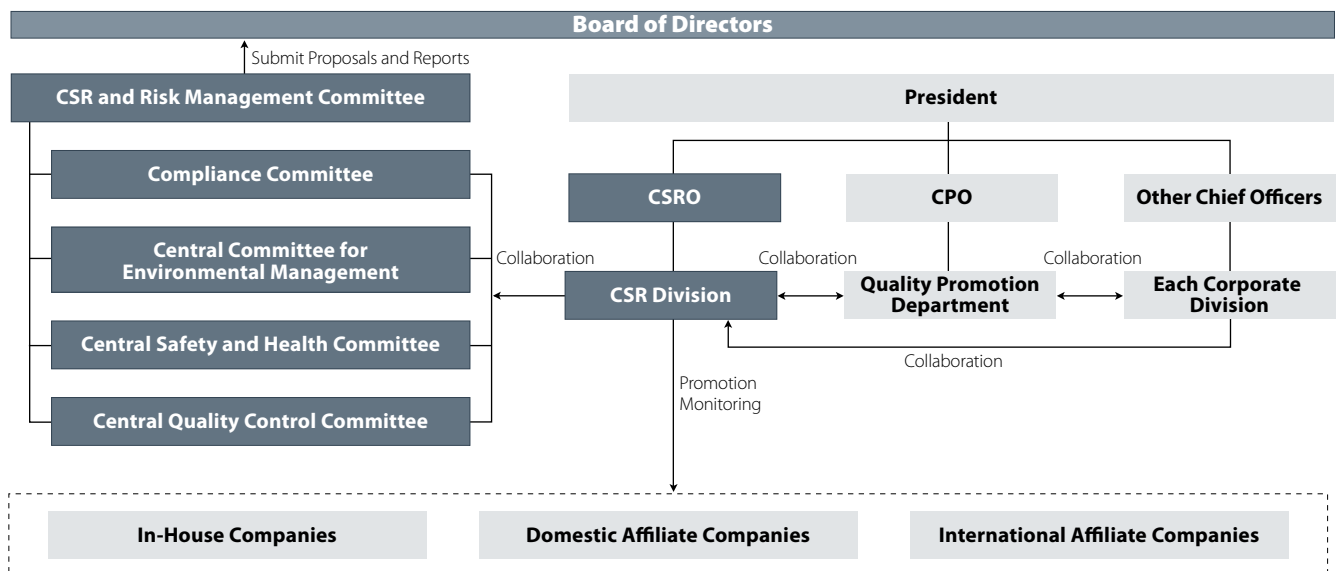 Board of Directors
Submit Proposals and Reports
CSR and Risk Management Committee
President
Compliance Committee
CSRO
CPO
Other Chief Officers
Central Committee for
Environmental Management
Collaboration
Collaboration
Collaboration
CSR Division
Quality Promotion
Department
Each Corporate
Division
Central Safety and Health Committee
Collaboration
Promotion
Monitoring
Central Quality Control Committee
In-House Companies
Domestic Affiliate Companies
International Affiliate Companies